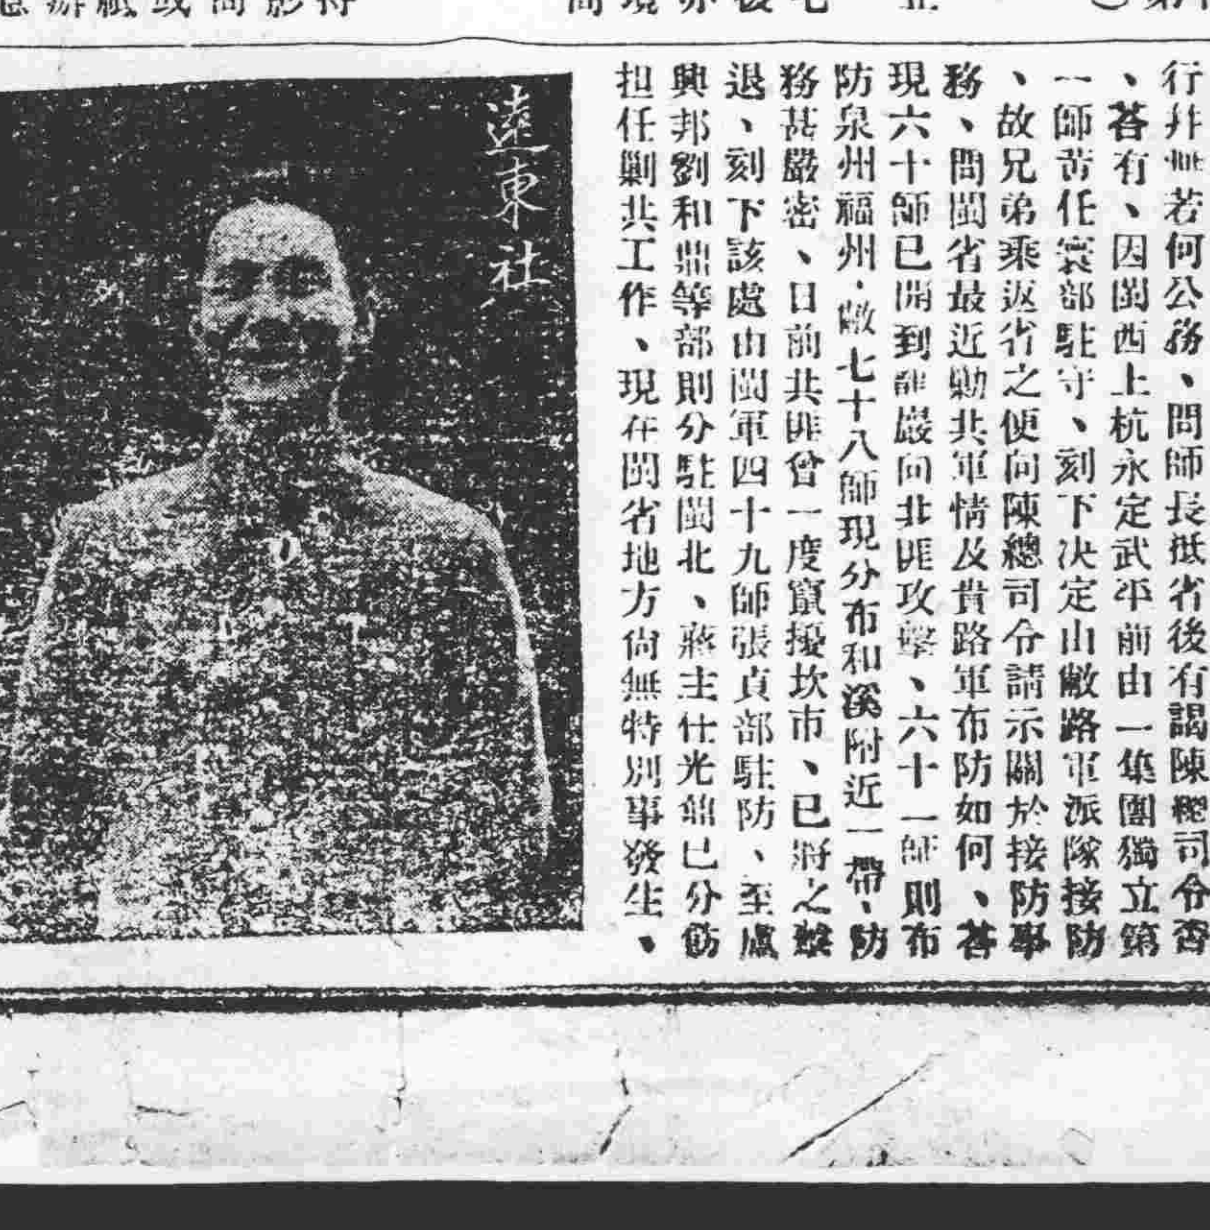 行并無若何公務、問師長抵省後有謁陳總司令否
、答有、因閩西上杭永定武平前由一集團獨立第
一師苦任寰部駐守、刻下决定由敝路軍派隊接防
、故兄弟乘返省之便向陳總司令請示關於接防事
務、問閩省最近勦共軍情及貴路軍布防如何、答
現六十師已開到龍巖向北匪攻擊、六十一師則布
防泉州福州、敝七十八師現分布和溪附近一帶、防
務甚嚴密、日前共匪曾一度竄擾坎市、已將之擊
退、刻下該處由閩軍四十九師張貞部駐防、至盧
興邦劉和鼎等部則分駐閩北、蔣主任光鼐已分飭
担任剿共工作、現在閩省地方尙無特別事發生、
遠東社